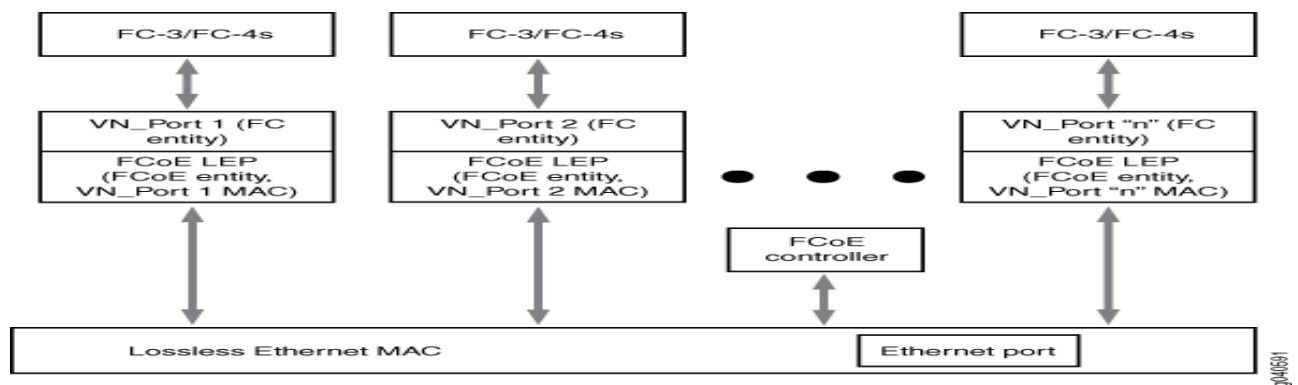 FC-3/FC-4s
FC-3/FC-4s
FC-3/FC-4s
VN_Port 1 (FC
entity)
FCoE LEP
(FCoE entity,
VN_Port 1 MAC)
VN_Port 2 (FC
entity)
FCoE LEP
(FCoE entity,
VN_Port 2 MAC)
VN_Port “n” (FC
entity)
FCoE LEP
(FCoE entity,
VN_Port “n” MAC)
FCoE
controller
Lossless Ethernet MAC
Ethernet port
g040591